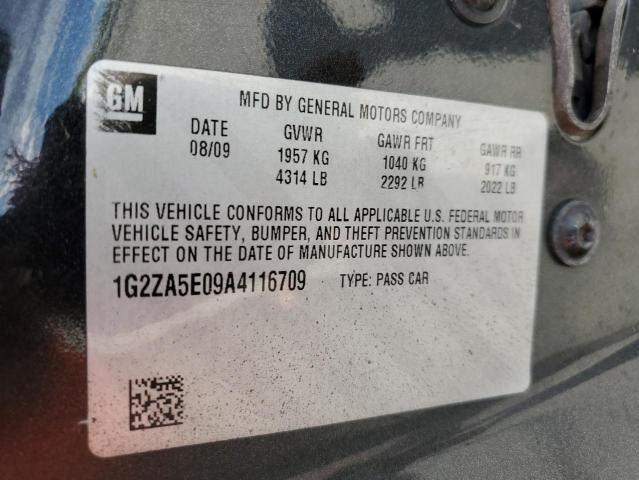 GM
MFD BY GENERAL MOTORS COMPANY
DATE GVWR GAWR FRT GAWR RR
08/09 1957 KG 1040 KG 917 KG
4314 LB 2292 LB 2022 LB
THIS VEHICLE CONFORMS TO ALL APPLICABLE U.S. FEDERAL MOTOR
VEHICLE SAFETY, BUMPER, AND THEFT PREVENTION STANDARDS IN
EFFECT ON THE DATE OF MANUFACTURE SHOWN ABOVE.
1G2ZA5E09A4116709 TYPE: PASS CAR